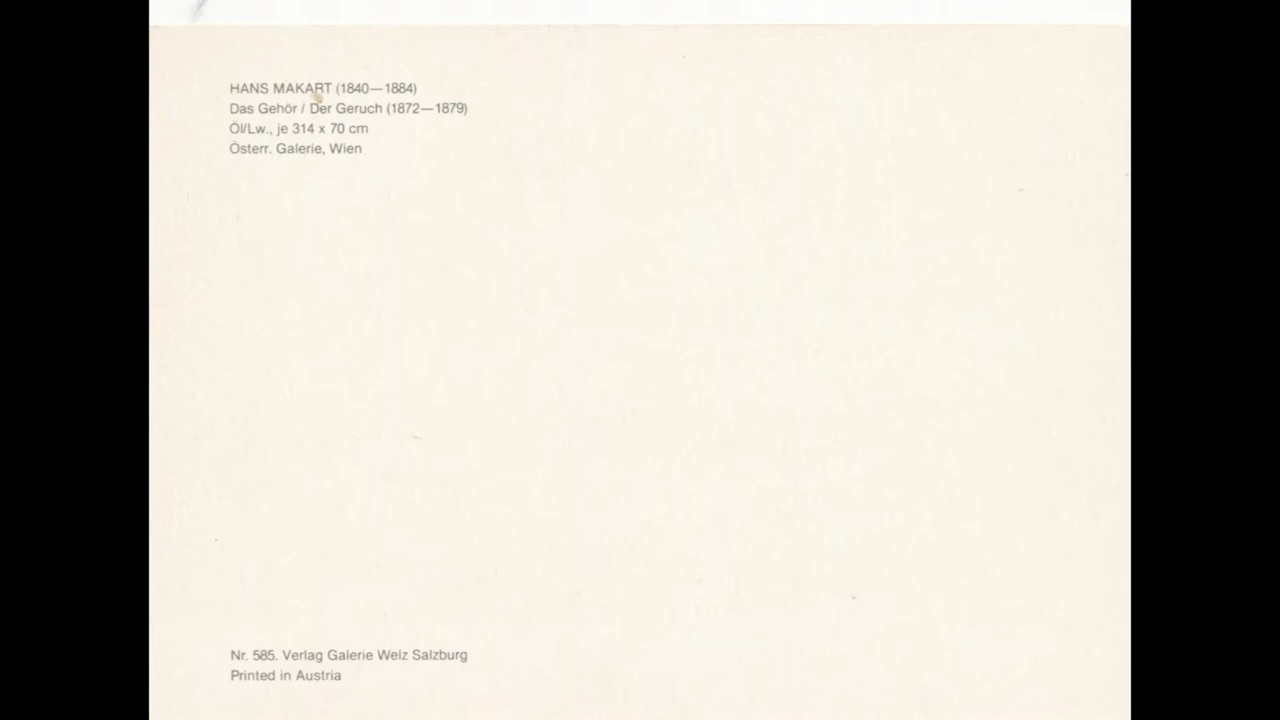 HANS MAKART (1840—1884)
Das Gehör / Der Geruch (1872—1879)
Öl/Lw., je 314 x 70 cm
Österr. Galerie, Wien
Nr. 585. Verlag Galerie Welz Salzburg
Printed in Austria